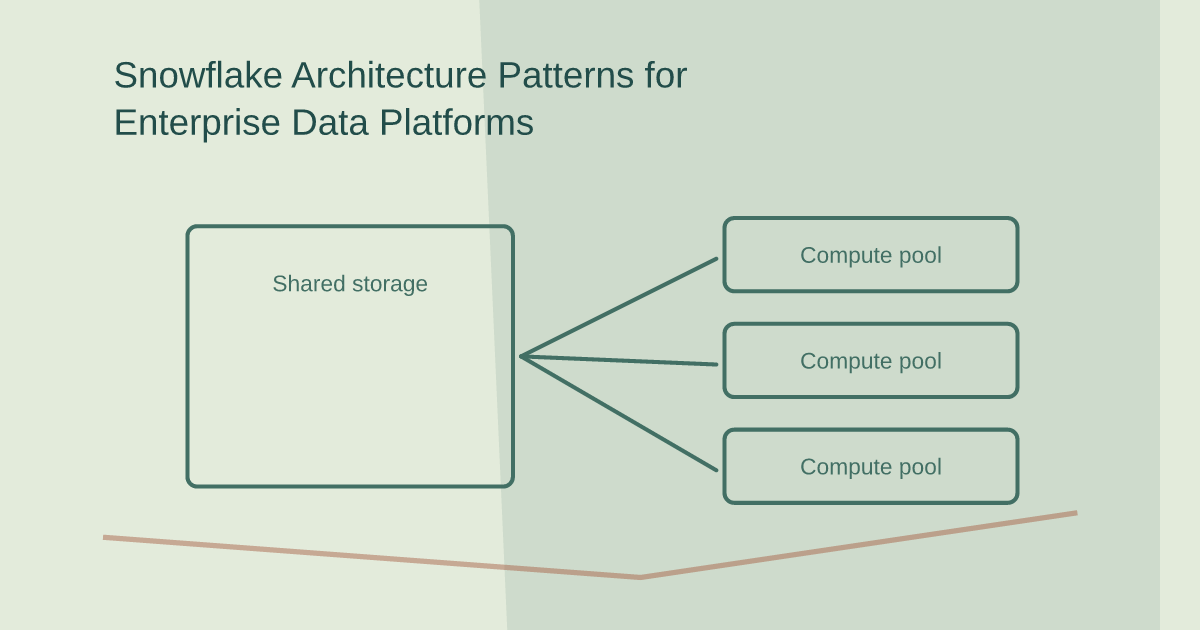 Snowflake Architecture Patterns for
Enterprise Data Platforms
Shared storage
Compute pool
Compute pool
Compute pool